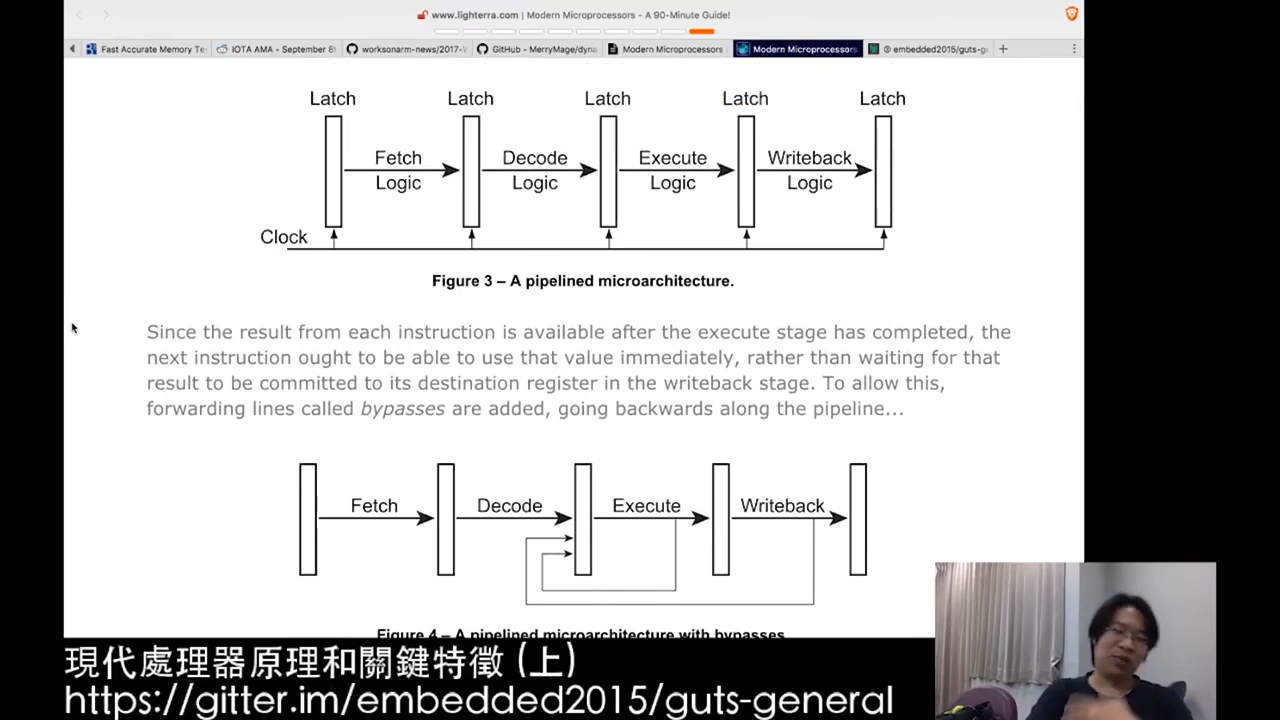 www.lighterra.com | Modern Microprocessors - A 90-Minute Guide!
Fast Accurate Memory Te
IOTA AMA - September 8
worksonarm-news/2017-
GitHub - MerryMage/dyna
Modern Microprocessors
Modern Microprocessors
@ embedded2015/guts-g
Latch Latch Latch Latch Latch
Fetch Decode Execute Writeback
Logic Logic Logic Logic
Clock
Figure 3 – A pipelined microarchitecture.
Since the result from each instruction is available after the execute stage has completed, the
next instruction ought to be able to use that value immediately, rather than waiting for that
result to be committed to its destination register in the writeback stage. To allow this,
forwarding lines called bypasses are added, going backwards along the pipeline...
Fetch Decode Execute Writeback
Figure 4 – A pipelined microarchitecture with bypasses
現代處理器原理和關鍵特徵 (上)
https://gitter.im/embedded2015/guts-general